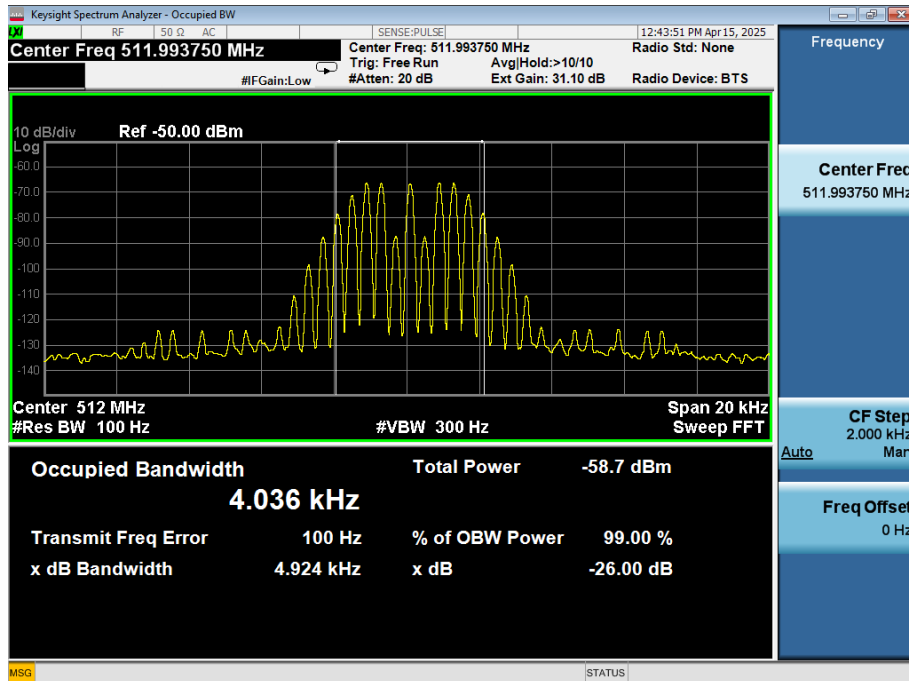 Keysight Spectrum Analyzer - Occupied BW
LXI RF 50 Ω AC SENSE:PULSE 12:43:51 PM Apr 15, 2025
Center Freq 511.993750 MHz
Center Freq: 511.993750 MHz Radio Std: None
Trig: Free Run Avg|Hold:>10/10
#IFGain:Low #Atten: 20 dB Ext Gain: 31.10 dB Radio Device: BTS
10 dB/div Ref -50.00 dBm
Log
-60.0
-70.0
-80.0
-90.0
-100
-110
-120
-130
-140
Center 512 MHz Span 20 kHz
#Res BW 100 Hz #VBW 300 Hz Sweep FFT
Occupied Bandwidth Total Power -58.7 dBm
4.036 kHz
Transmit Freq Error 100 Hz % of OBW Power 99.00 %
x dB Bandwidth 4.924 kHz x dB -26.00 dB
Frequency
Center Freq
511.993750 MHz
CF Step
2.000 kHz
Auto Man
Freq Offset
0 Hz
MSG STATUS